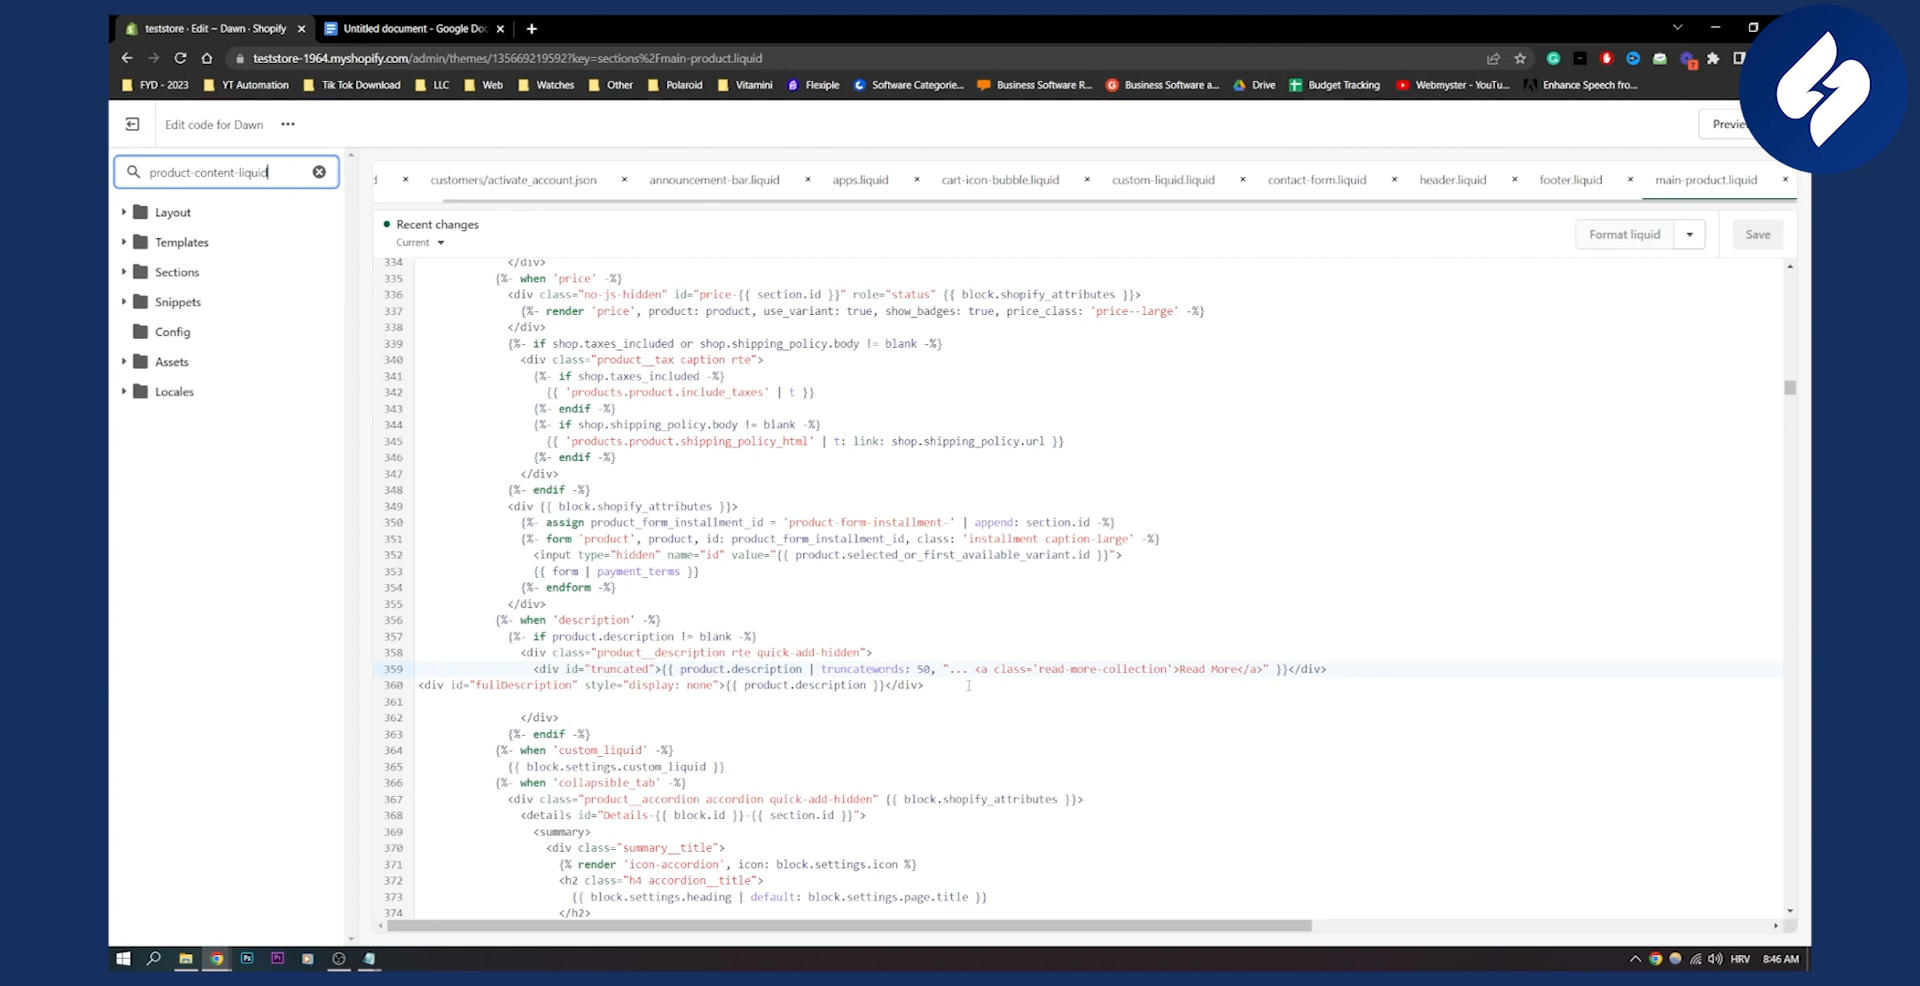 teststore · Edit ~ Dawn · Shopify
Untitled document - Google Doc
teststore-1964.myshopify.com/admin/themes/135669219592?key=sections%2Fmain-product.liquid
FYD - 2023
YT Automation
Tik Tok Download
LLC
Web
Watches
Other
Polaroid
Vitamini
Flexiple
Software Categorie...
Business Software R...
Business Software a...
Drive
Budget Tracking
Webmyster - YouTu...
Enhance Speech fro...
Edit code for Dawn
product-content-liquid
Layout
Templates
Sections
Snippets
Config
Assets
Locales
d
customers/activate_account.json
announcement-bar.liquid
apps.liquid
cart-icon-bubble.liquid
custom-liquid.liquid
contact-form.liquid
header.liquid
footer.liquid
main-product.liquid
Recent changes
Current
Format liquid
Save
334 </div>
335 {%- when 'price' -%}
336 <div class="no-js-hidden" id="price-{{ section.id }}" role="status" {{ block.shopify_attributes }}>
337 {%- render 'price', product: product, use_variant: true, show_badges: true, price_class: 'price--large' -%}
338 </div>
339 {%- if shop.taxes_included or shop.shipping_policy.body != blank -%}
340 <div class="product__tax caption rte">
341 {%- if shop.taxes_included -%}
342 {{ 'products.product.include_taxes' | t }}
343 {%- endif -%}
344 {%- if shop.shipping_policy.body != blank -%}
345 {{ 'products.product.shipping_policy_html' | t: link: shop.shipping_policy.url }}
346 {%- endif -%}
347 </div>
348 {%- endif -%}
349 <div {{ block.shopify_attributes }}>
350 {%- assign product_form_installment_id = 'product-form-installment-' | append: section.id -%}
351 {%- form 'product', product, id: product_form_installment_id, class: 'installment caption-large' -%}
352 <input type="hidden" name="id" value="{{ product.selected_or_first_available_variant.id }}">
353 {{ form | payment_terms }}
354 {%- endform -%}
355 </div>
356 {%- when 'description' -%}
357 {%- if product.description != blank -%}
358 <div class="product__description rte quick-add-hidden">
359 <div id="truncated">{{ product.description | truncatewords: 50, "... <a class='read-more-collection'>Read More</a>" }}</div>
360 <div id="fullDescription" style="display: none">{{ product.description }}</div>
361
362 </div>
363 {%- endif -%}
364 {%- when 'custom_liquid' -%}
365 {{ block.settings.custom_liquid }}
366 {%- when 'collapsible_tab' -%}
367 <div class="product__accordion accordion quick-add-hidden" {{ block.shopify_attributes }}>
368 <details id="Details-{{ block.id }}-{{ section.id }}">
369 <summary>
370 <div class="summary__title">
371 {% render 'icon-accordion', icon: block.settings.icon %}
372 <h2 class="h4 accordion__title">
373 {{ block.settings.heading | default: block.settings.page.title }}
374 </h2>
HRV
8:46 AM